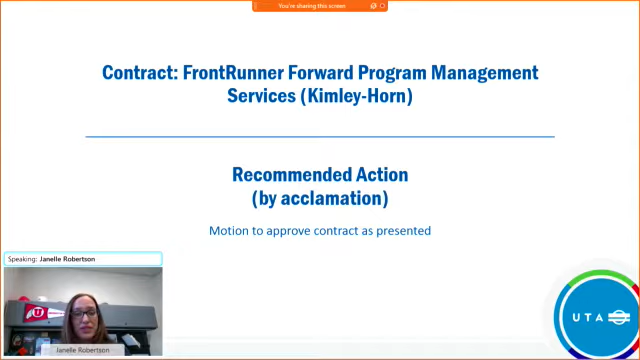 You're sharing this screen
Contract: FrontRunner Forward Program Management
Services (Kimley-Horn)
Recommended Action
(by acclamation)
Motion to approve contract as presented
Speaking: Janelle Robertson
U
Janelle Robertson
UTA